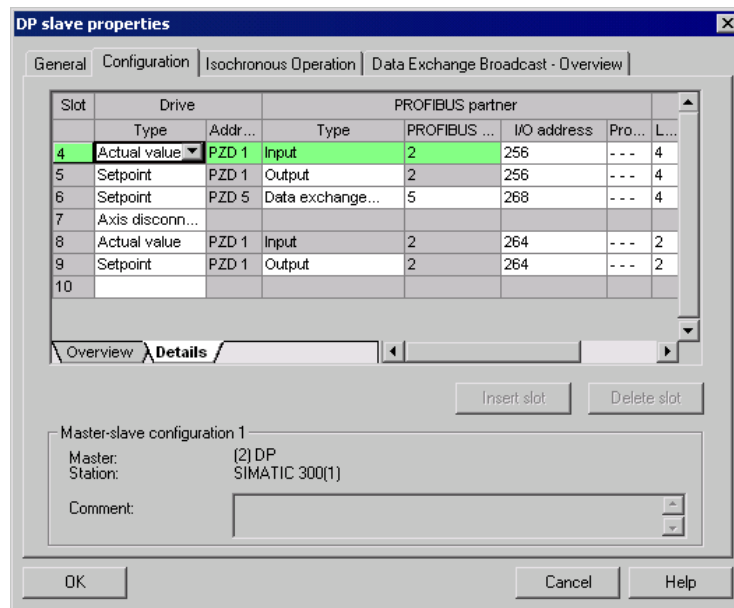 DP slave properties
General Configuration Isochronous Operation Data Exchange Broadcast - Overview
Slot Drive PROFIBUS partner
Type Addr... Type PROFIBUS ... I/O address Pro... L...
4 Actual value PZD 1 Input 2 256 - - - 4
5 Setpoint PZD 1 Output 2 256 - - - 4
6 Setpoint PZD 5 Data exchange... 5 268 - - - 4
7 Axis disconn...
8 Actual value PZD 1 Input 2 264 - - - 2
9 Setpoint PZD 1 Output 2 264 - - - 2
10
Overview Details
Insert slot Delete slot
Master-slave configuration 1
Master: (2) DP
Station: SIMATIC 300(1)
Comment:
OK Cancel Help